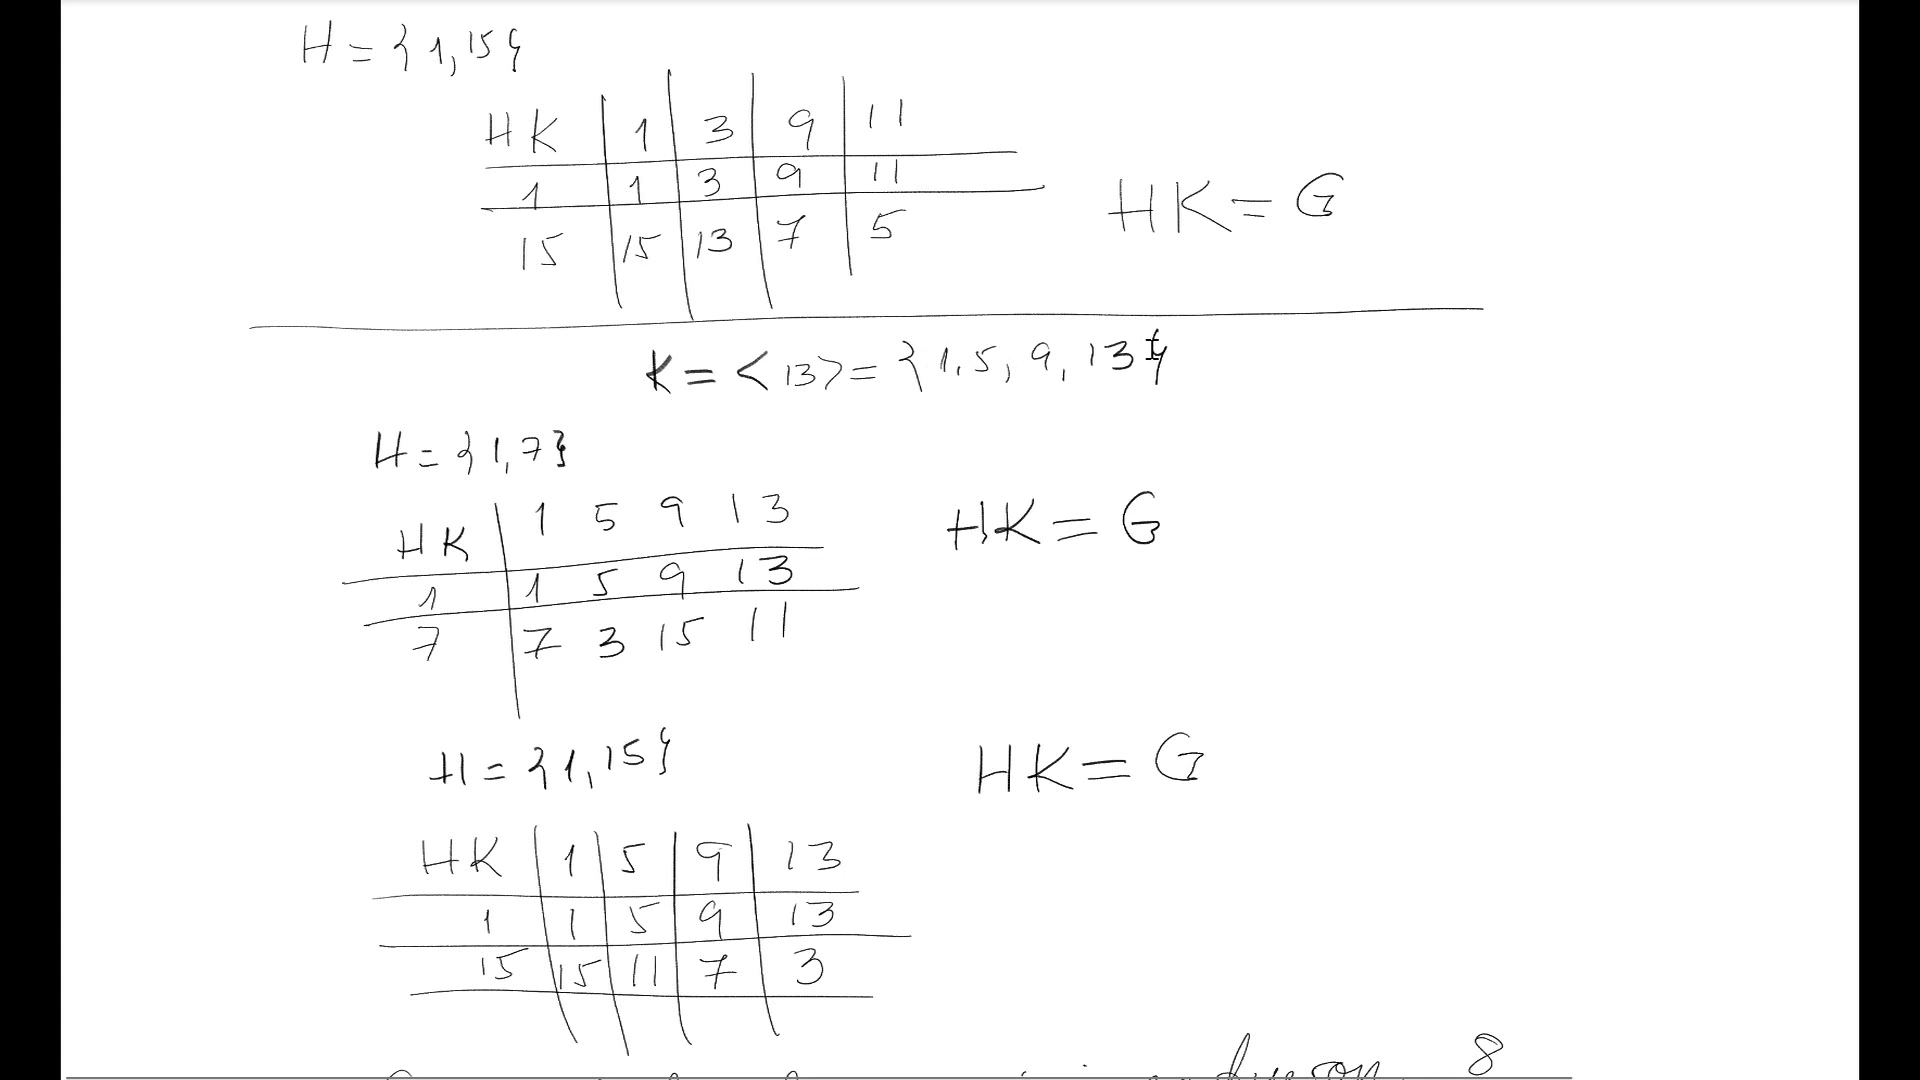 H = { 1, 15 }
HK 1 3 9 11
1 1 3 9 11
15 15 13 7 5
HK = G
K = < 13 > = { 1, 5, 9, 13 }
H = { 1, 7 }
HK 1 5 9 13
1 1 5 9 13
7 7 3 15 11
HK = G
H = { 1, 15 }
HK = G
HK 1 5 9 13
1 1 5 9 13
15 15 11 7 3
8